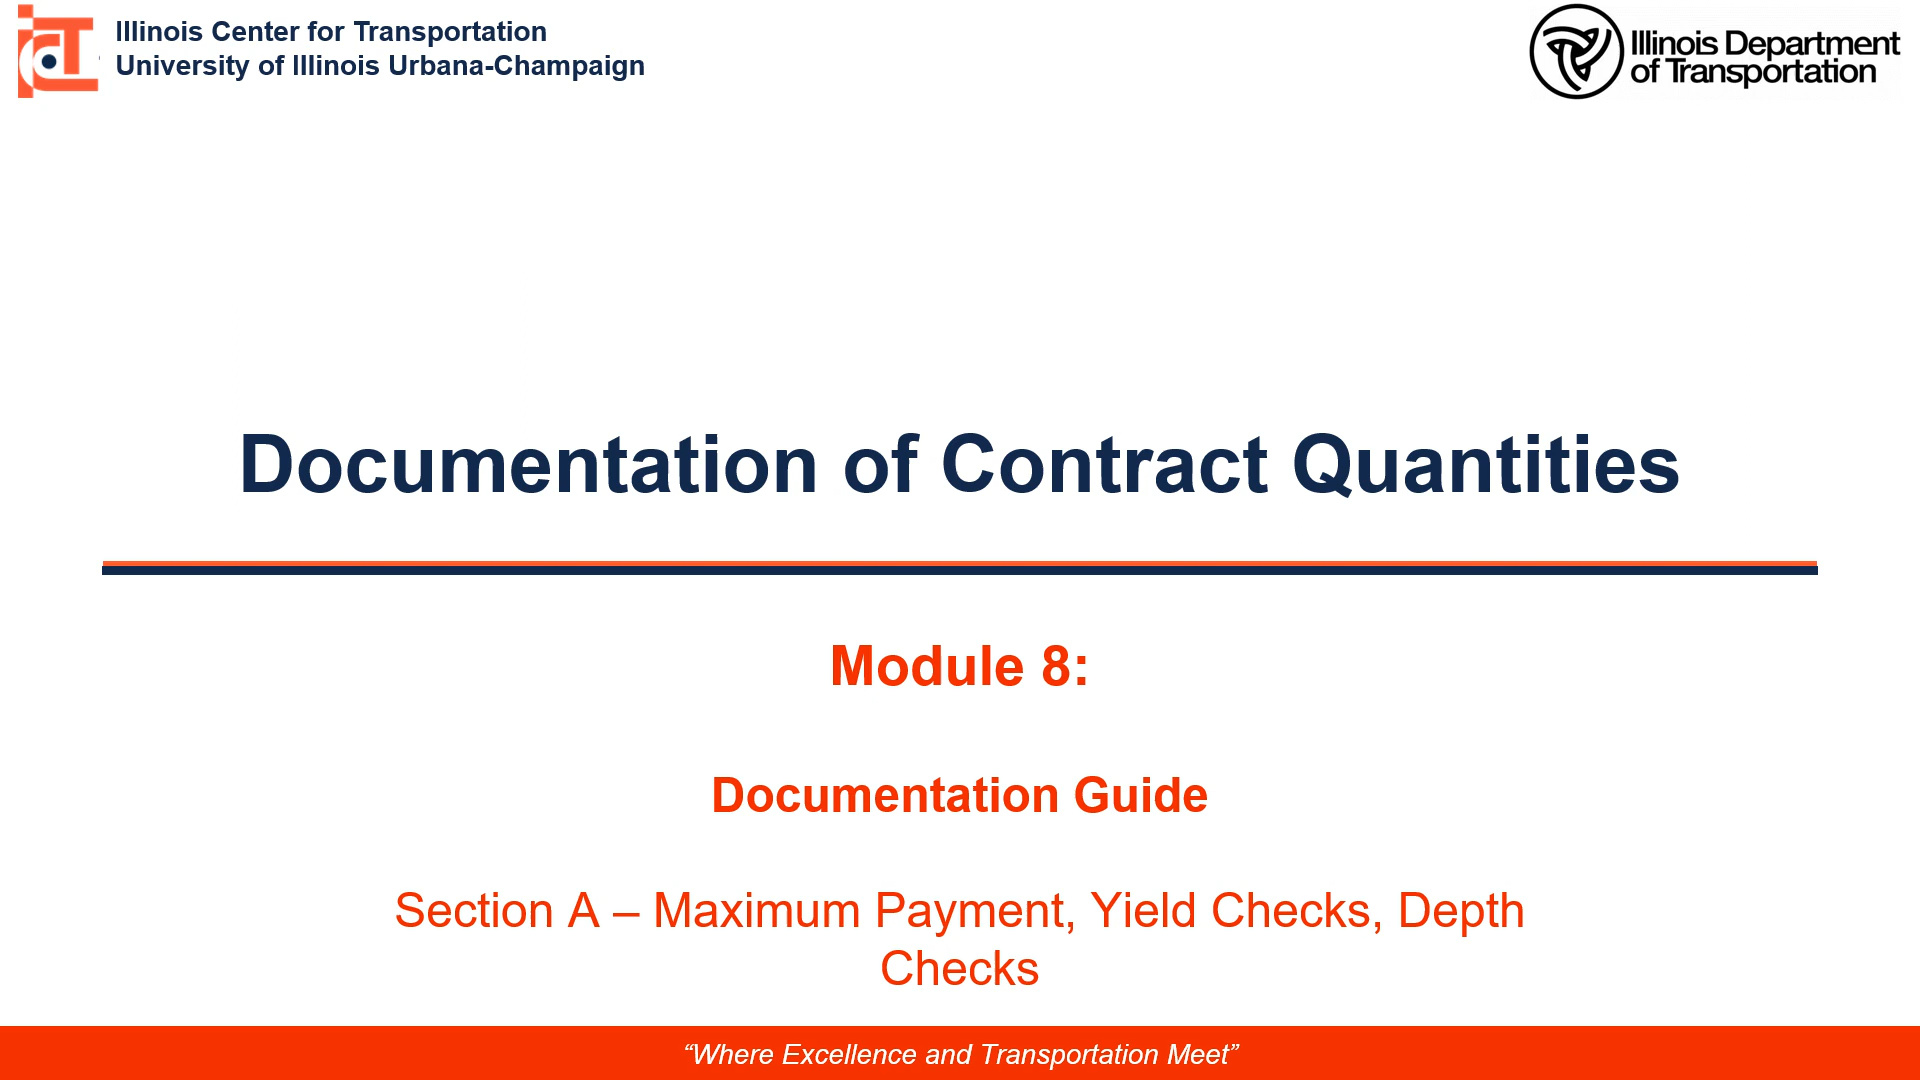 Illinois Center for Transportation
University of Illinois Urbana-Champaign
Illinois Department
of Transportation
Documentation of Contract Quantities
Module 8:
Documentation Guide
Section A – Maximum Payment, Yield Checks, Depth
Checks
“Where Excellence and Transportation Meet”